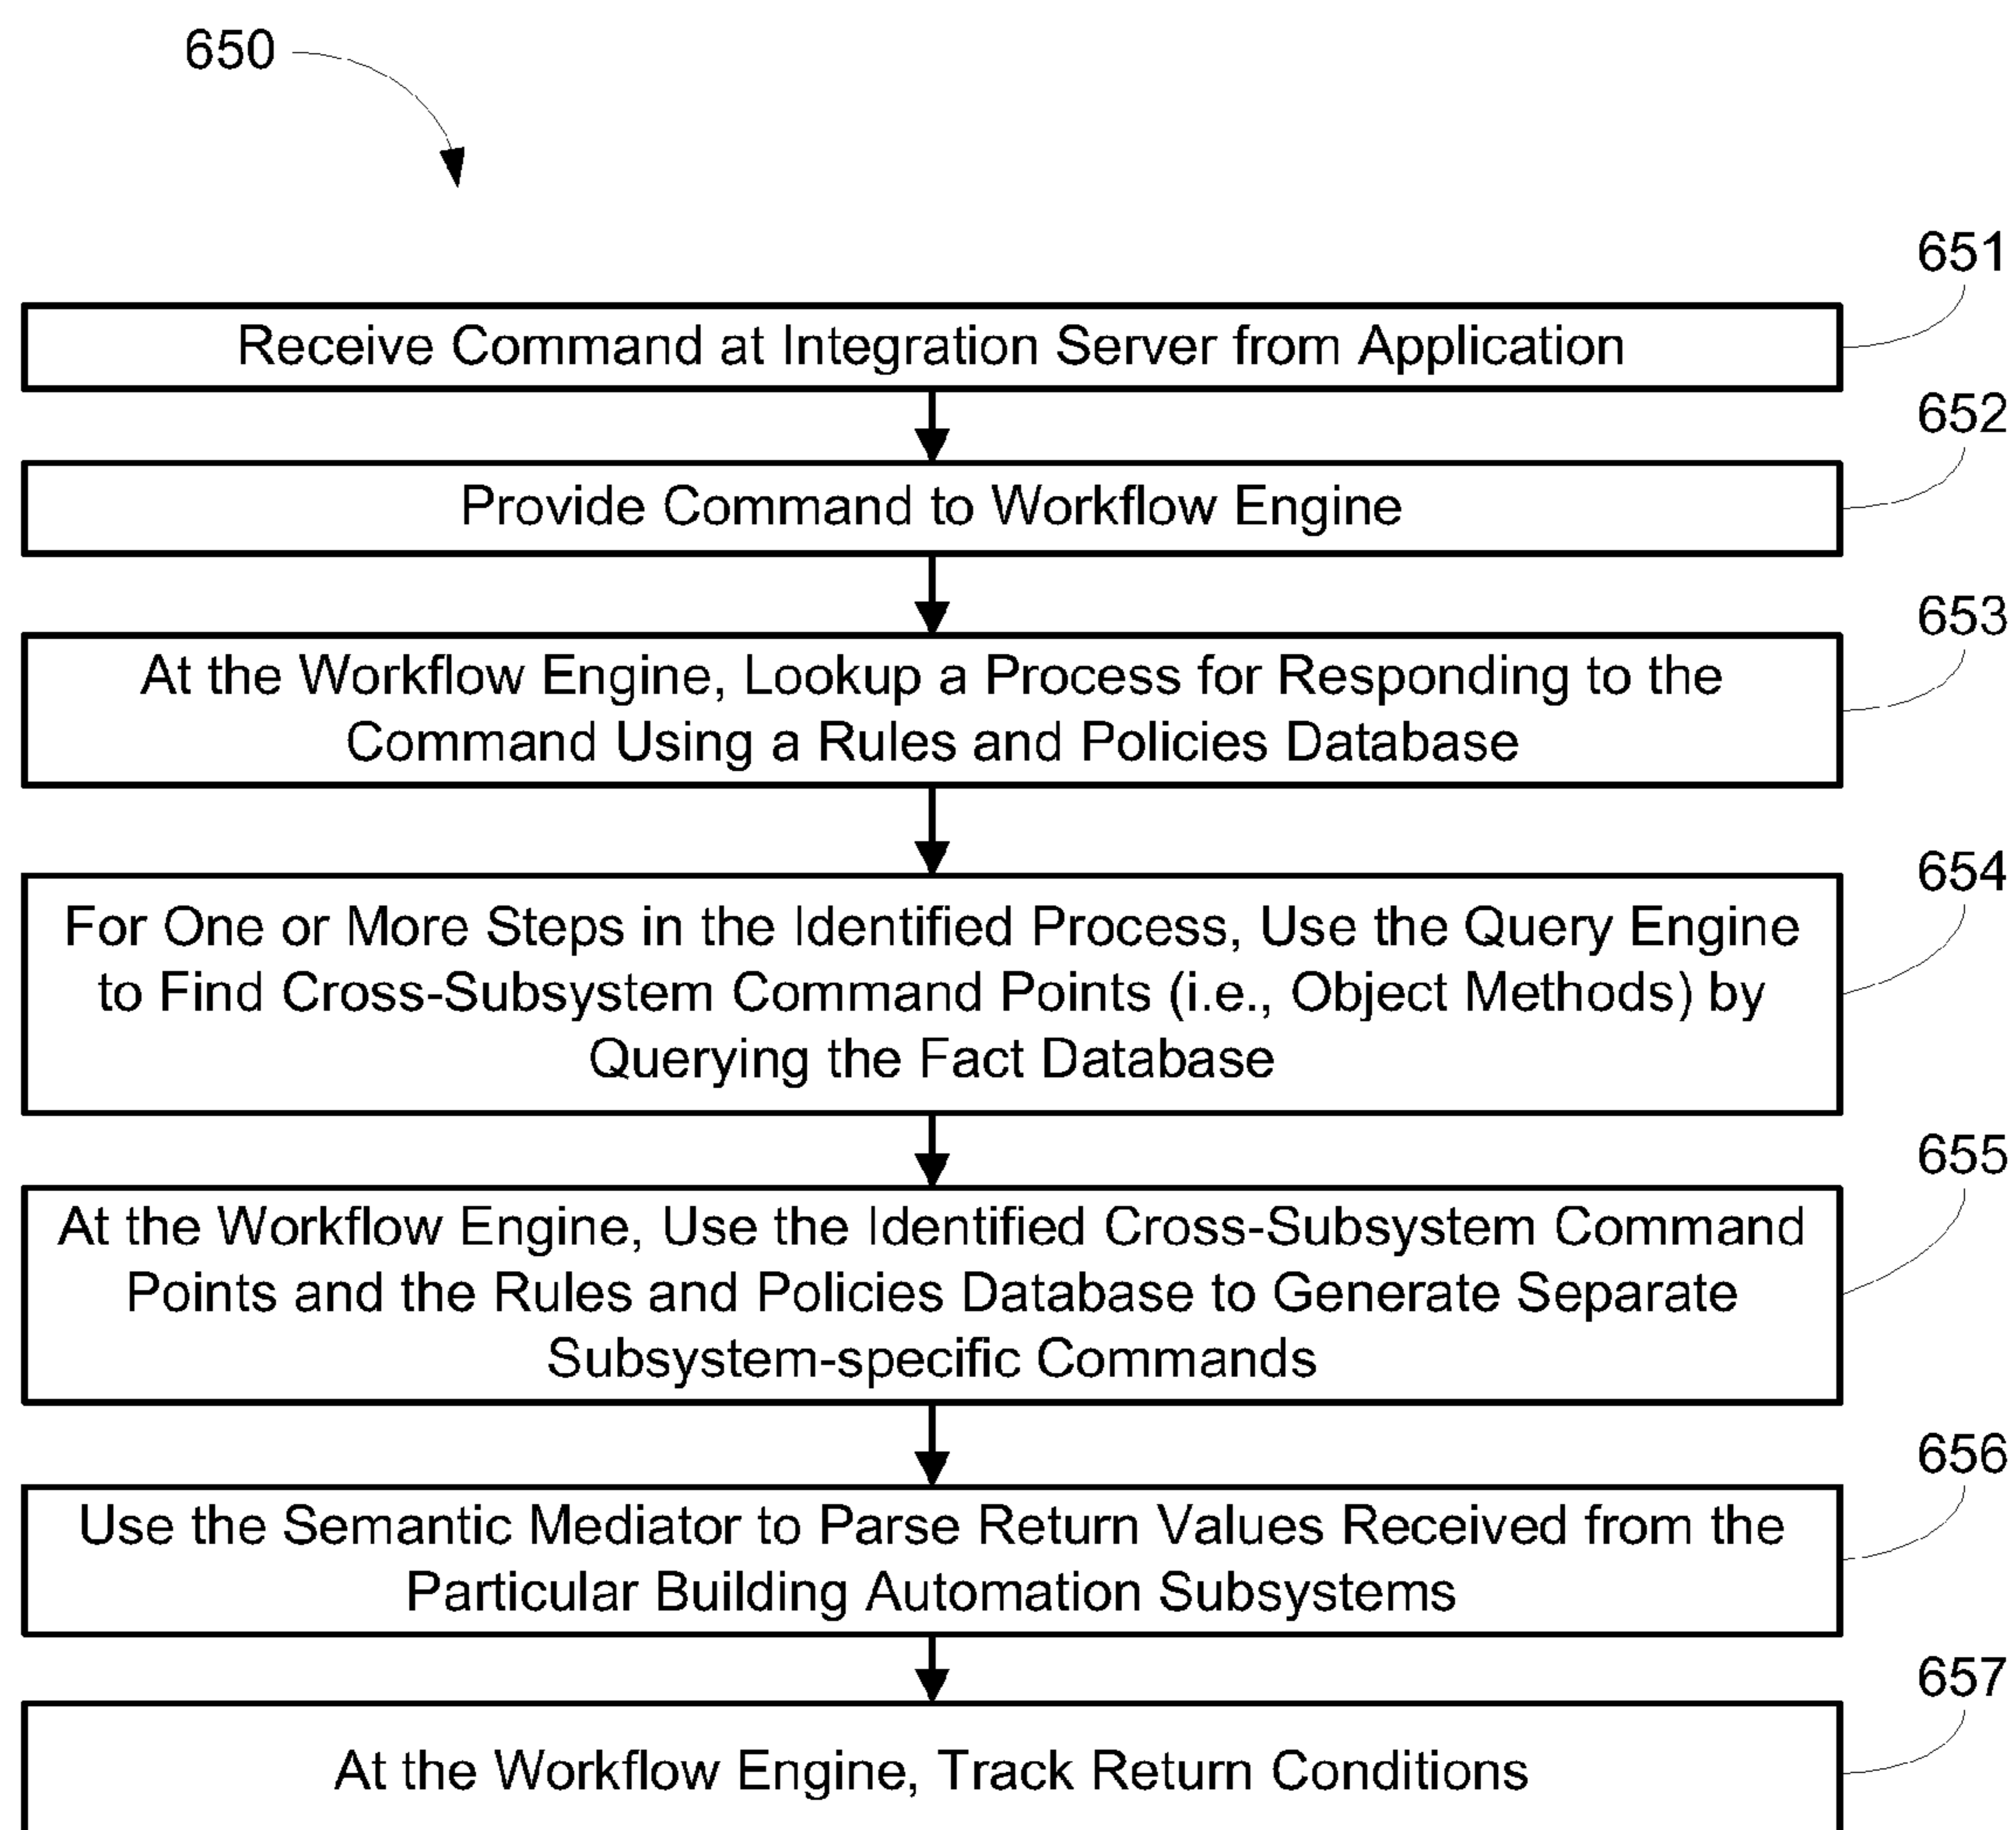 650
651
Receive Command at Integration Server from Application
652
Provide Command to Workflow Engine
653
At the Workflow Engine, Lookup a Process for Responding to the
Command Using a Rules and Policies Database
654
For One or More Steps in the Identified Process, Use the Query Engine
to Find Cross-Subsystem Command Points (i.e., Object Methods) by
Querying the Fact Database
655
At the Workflow Engine, Use the Identified Cross-Subsystem Command
Points and the Rules and Policies Database to Generate Separate
Subsystem-specific Commands
656
Use the Semantic Mediator to Parse Return Values Received from the
Particular Building Automation Subsystems
657
At the Workflow Engine, Track Return Conditions